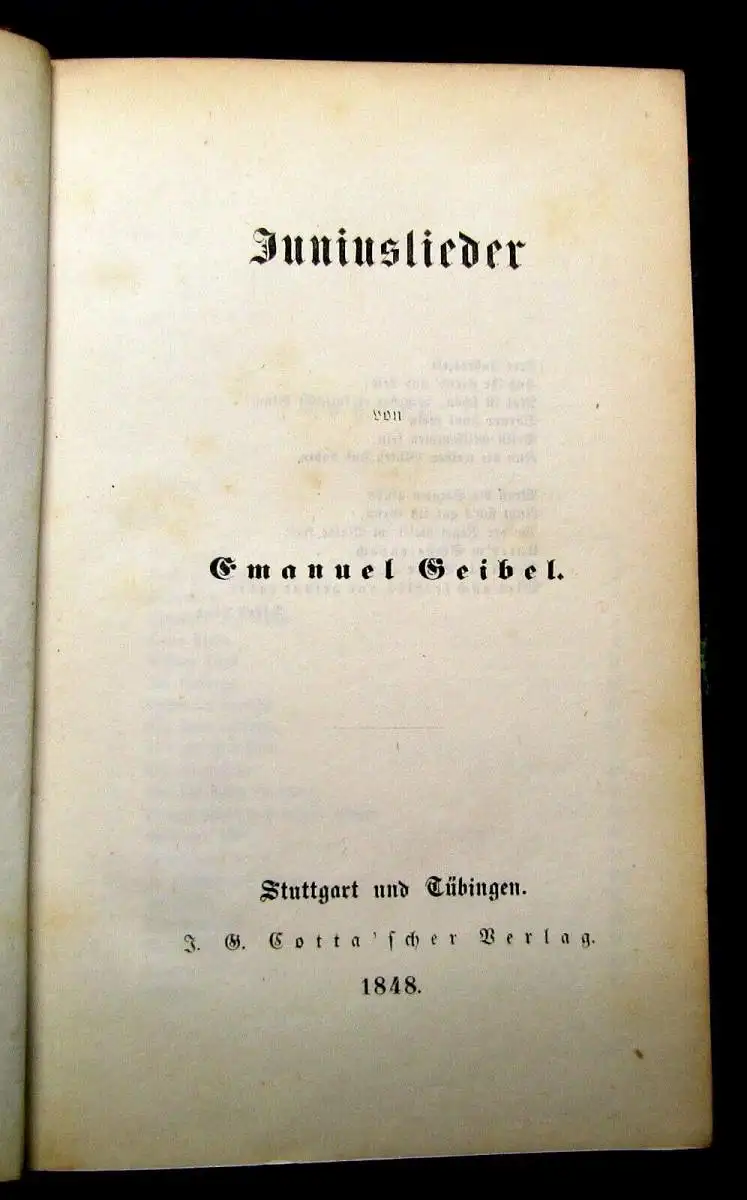 Juniuslieder
von
Emanuel Geibel.
Stuttgart und Tübingen.
J. G. Cotta'scher Verlag.
1848.